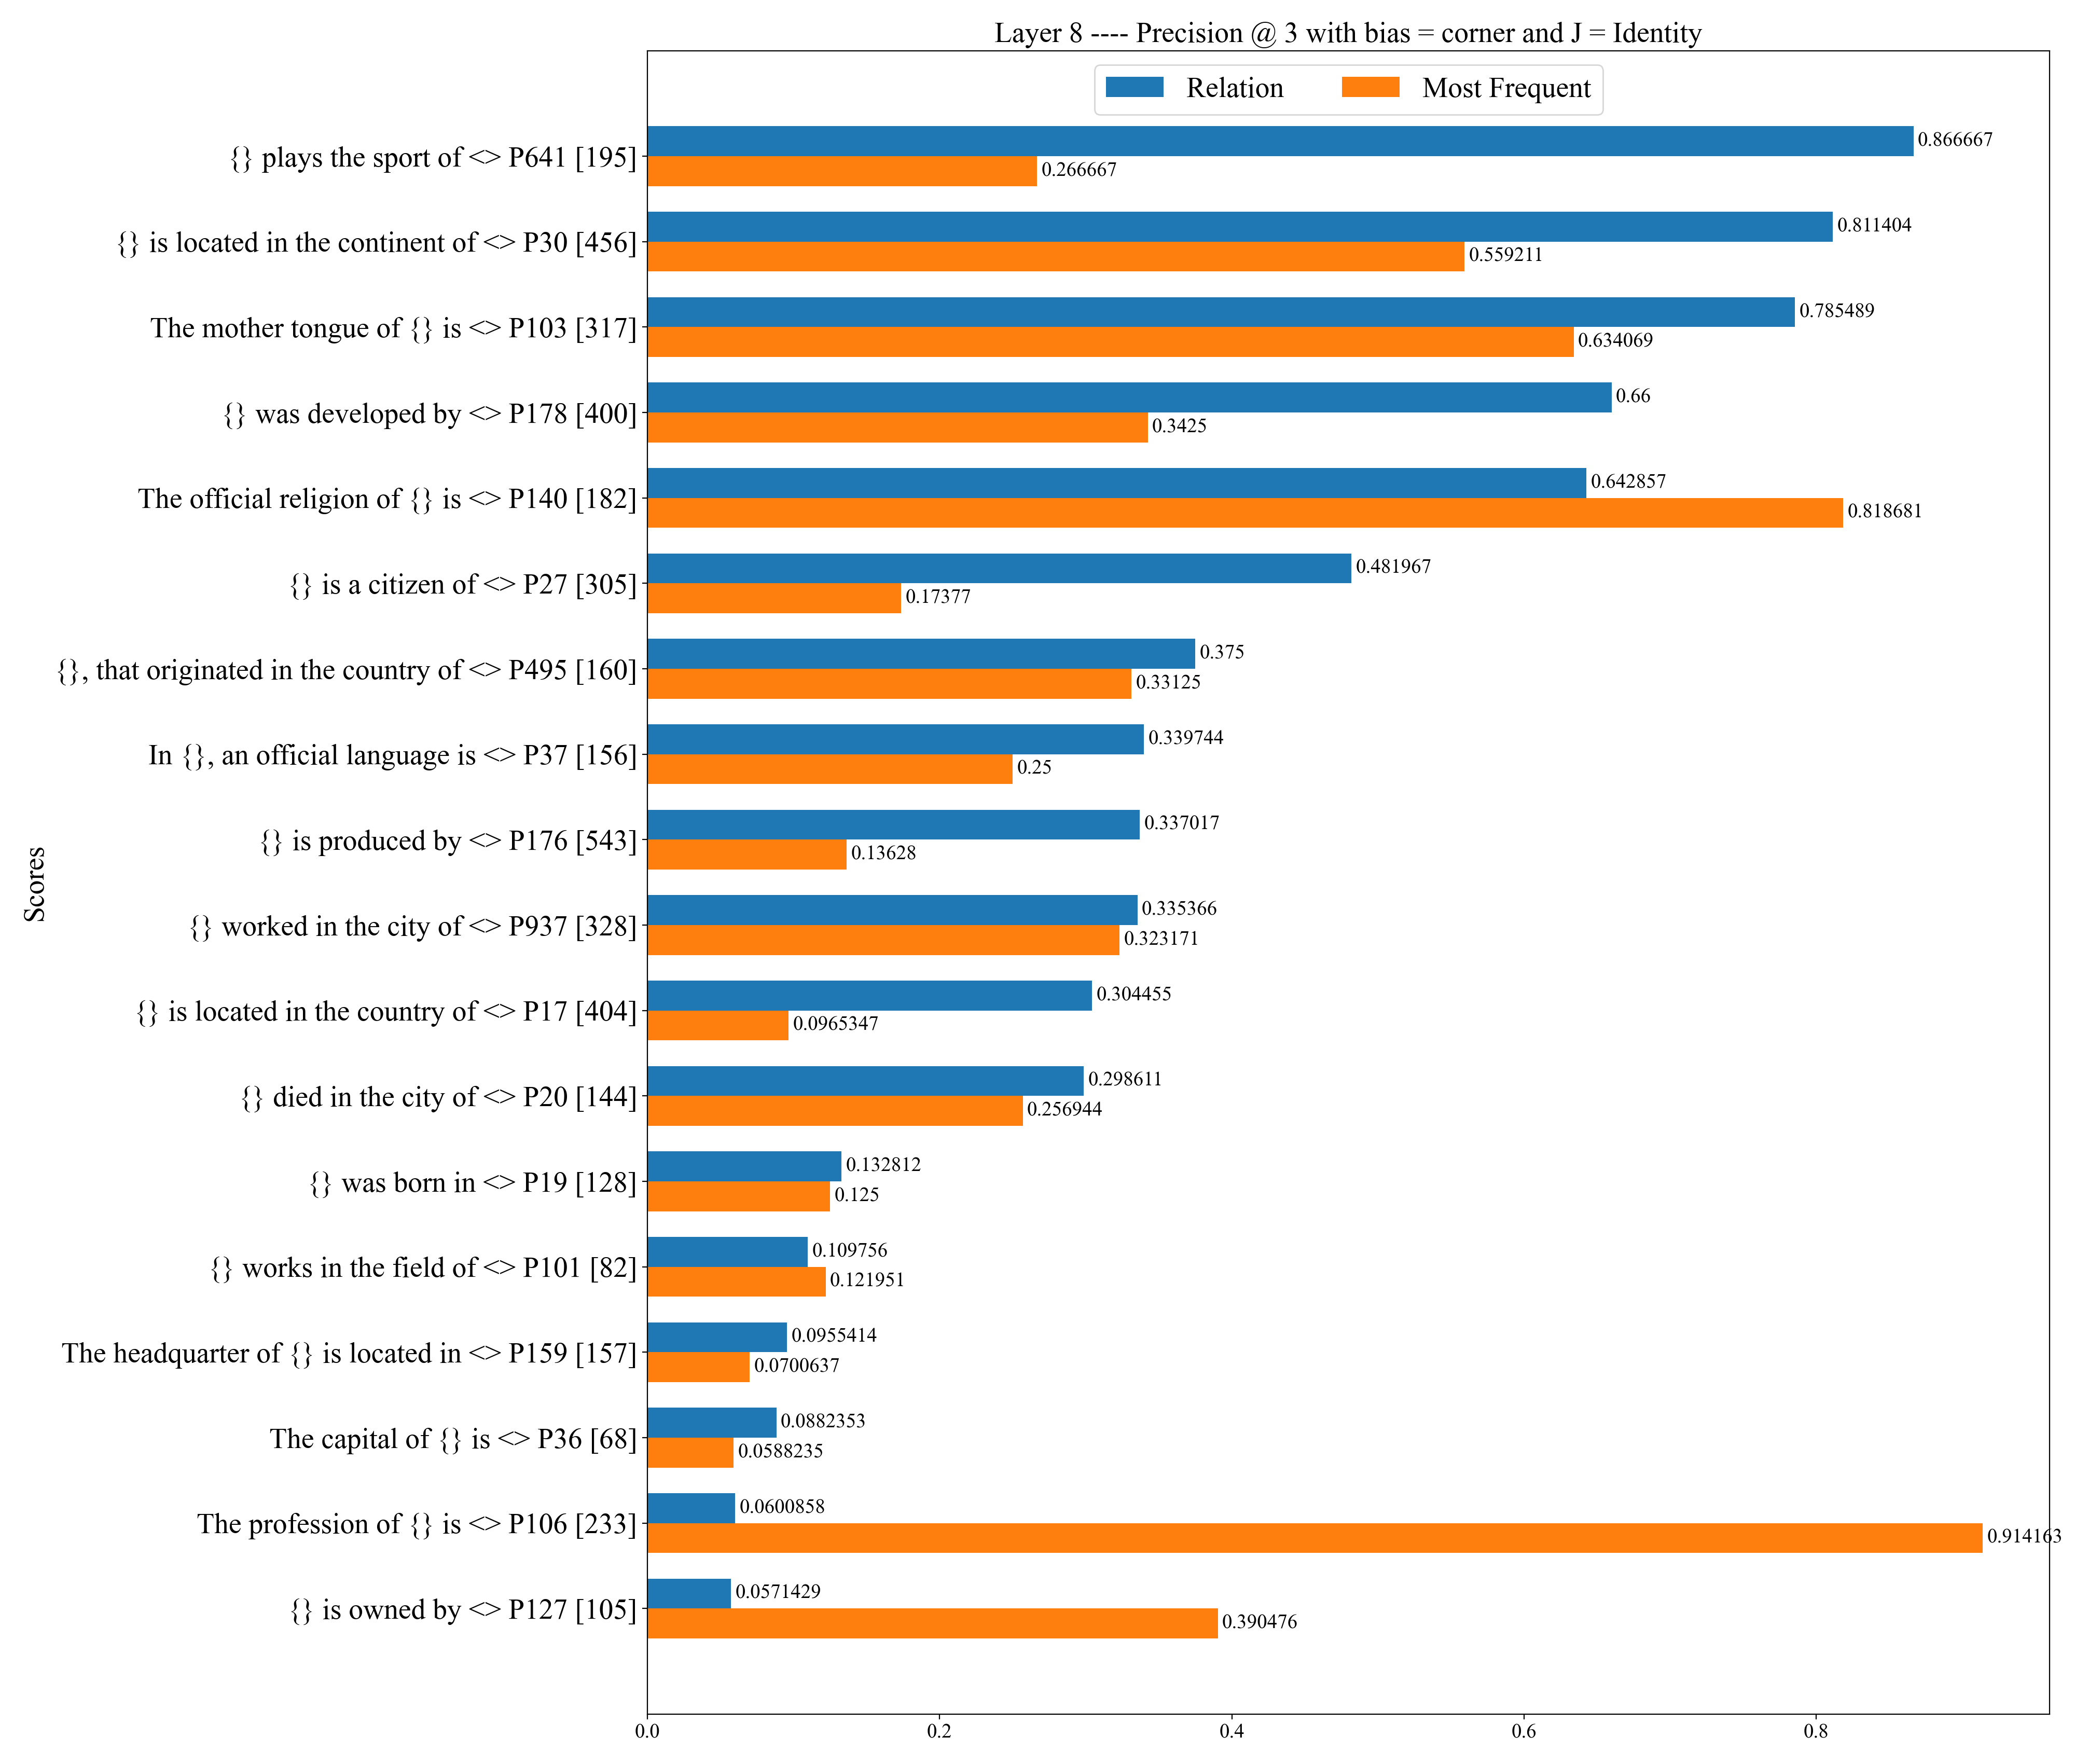 Layer 8 ---- Precision @ 3 with bias = corner and J = Identity
Relation
Most Frequent
{} plays the sport of <> P641 [195]
0.866667
0.266667
{} is located in the continent of <> P30 [456]
0.811404
0.559211
The mother tongue of {} is <> P103 [317]
0.785489
0.634069
{} was developed by <> P178 [400]
0.66
0.3425
The official religion of {} is <> P140 [182]
0.642857
0.818681
{} is a citizen of <> P27 [305]
0.481967
0.17377
{}, that originated in the country of <> P495 [160]
0.375
0.33125
In {}, an official language is <> P37 [156]
0.339744
0.25
{} is produced by <> P176 [543]
0.337017
0.13628
{} worked in the city of <> P937 [328]
0.335366
0.323171
{} is located in the country of <> P17 [404]
0.304455
0.0965347
{} died in the city of <> P20 [144]
0.298611
0.256944
{} was born in <> P19 [128]
0.132812
0.125
{} works in the field of <> P101 [82]
0.109756
0.121951
The headquarter of {} is located in <> P159 [157]
0.0955414
0.0700637
The capital of {} is <> P36 [68]
0.0882353
0.0588235
The profession of {} is <> P106 [233]
0.0600858
0.914163
{} is owned by <> P127 [105]
0.0571429
0.390476
Scores
0.0 0.2 0.4 0.6 0.8